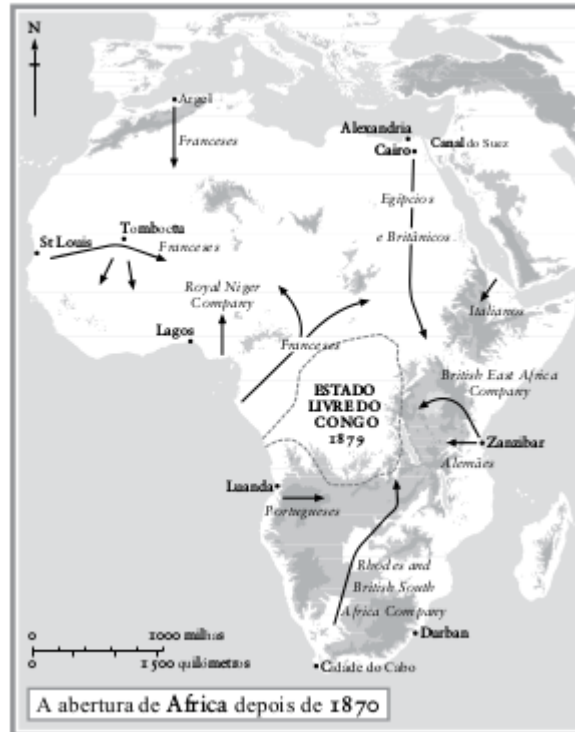 N
Argel
Franceses
Alexandria
Canal do Suez
Cairo
Egípcios
e Britânicos
Tomboctu
St Louis
Franceses
Royal Niger
Company
Italianos
Lagos
Franceses
British East Africa
Company
ESTADO
LIVRE DO
CONGO
1879
Zanzibar
Alemães
Luanda
Portugueses
Rhodes and
British South
Africa Company
Durban
Cidade do Cabo
0 1000 milhas
0 1 500 quilómetros
A abertura de África depois de 1870